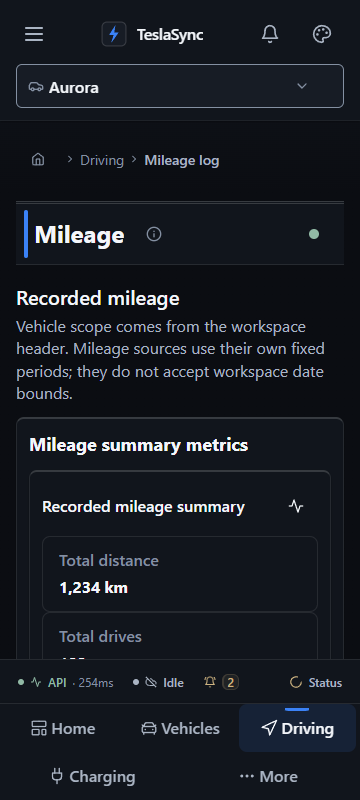 TeslaSync
Aurora
Driving
Mileage log
Mileage
Recorded mileage
Vehicle scope comes from the workspace
header. Mileage sources use their own fixed
periods; they do not accept workspace date
bounds.
Mileage summary metrics
Recorded mileage summary
Total distance
1,234 km
Total drives
API · 254ms
Idle
2
Status
Home
Vehicles
Driving
Charging
More